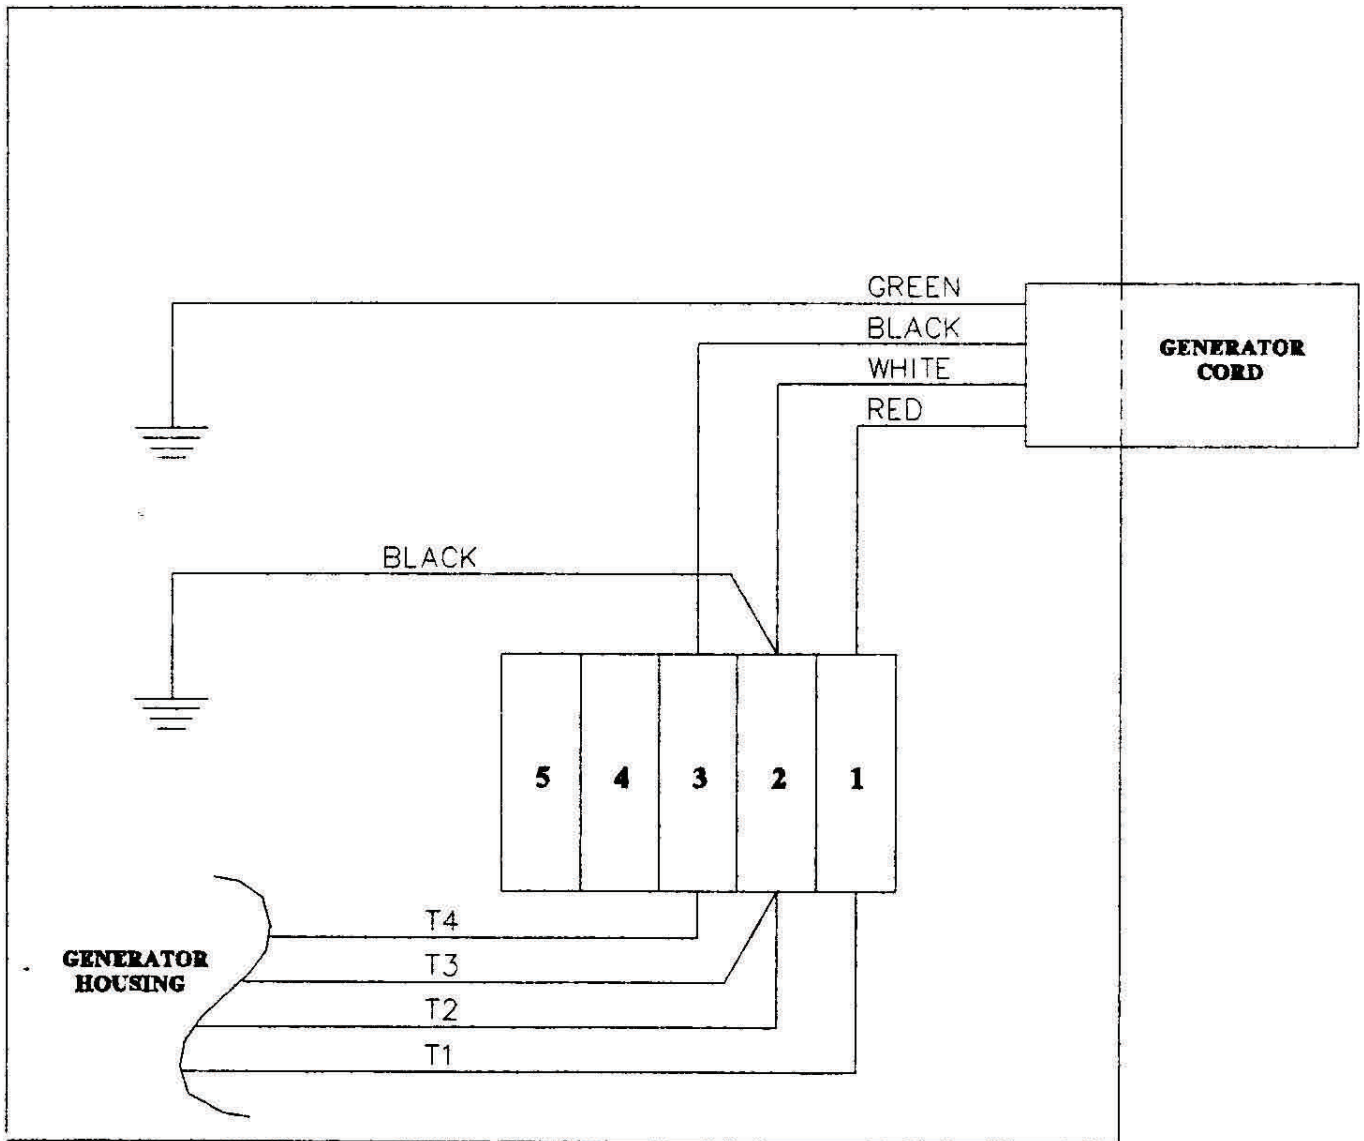 GREEN
BLACK
WHITE
RED
GENERATOR
CORD
BLACK
5 4 3 2 1
T4
GENERATOR
HOUSING
T3
T2
T1